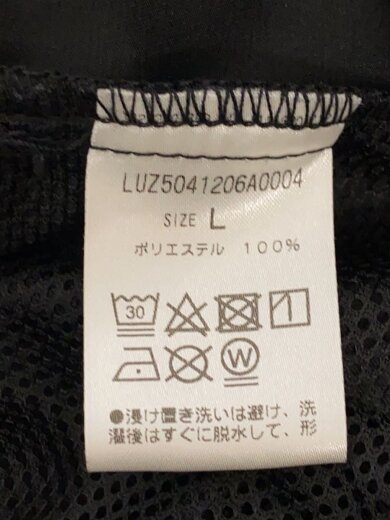 LUZ5041206A0004
SIZE L
ポリエステル 100%
30
W
●浸け置き洗いは避け、洗
濯後はすぐに脱水して、形